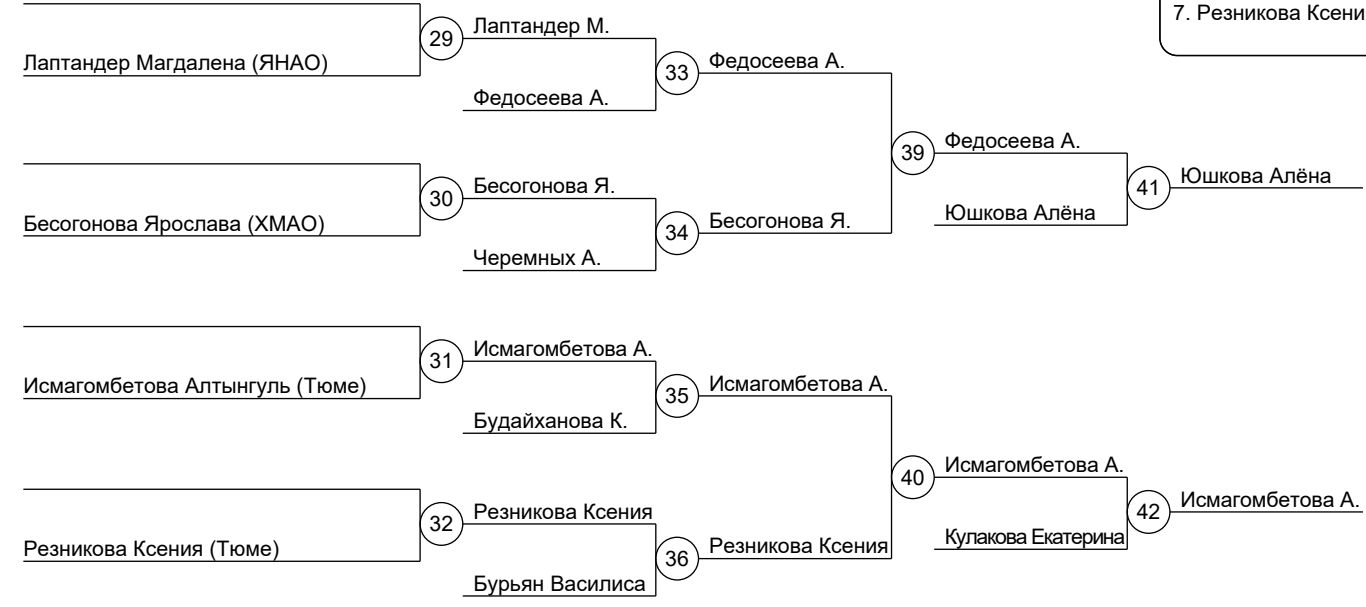 7. Резникова Ксени
29
Лаптандер М.
Лаптандер Магдалена (ЯНАО)
33
Федосеева А.
Федосеева А.
39
Федосеева А.
30
Бесогонова Я.
41
Юшкова Алёна
Бесогонова Ярослава (ХМАО)
34
Бесогонова Я.
Юшкова Алёна
Черемных А.
31
Исмагомбетова А.
Исмагомбетова Алтынгуль (Тюме)
35
Исмагомбетова А.
Будайханова К.
40
Исмагомбетова А.
32
Резникова Ксения
42
Исмагомбетова А.
Резникова Ксения (Тюме)
36
Резникова Ксения
Кулакова Екатерина
Бурьян Василиса